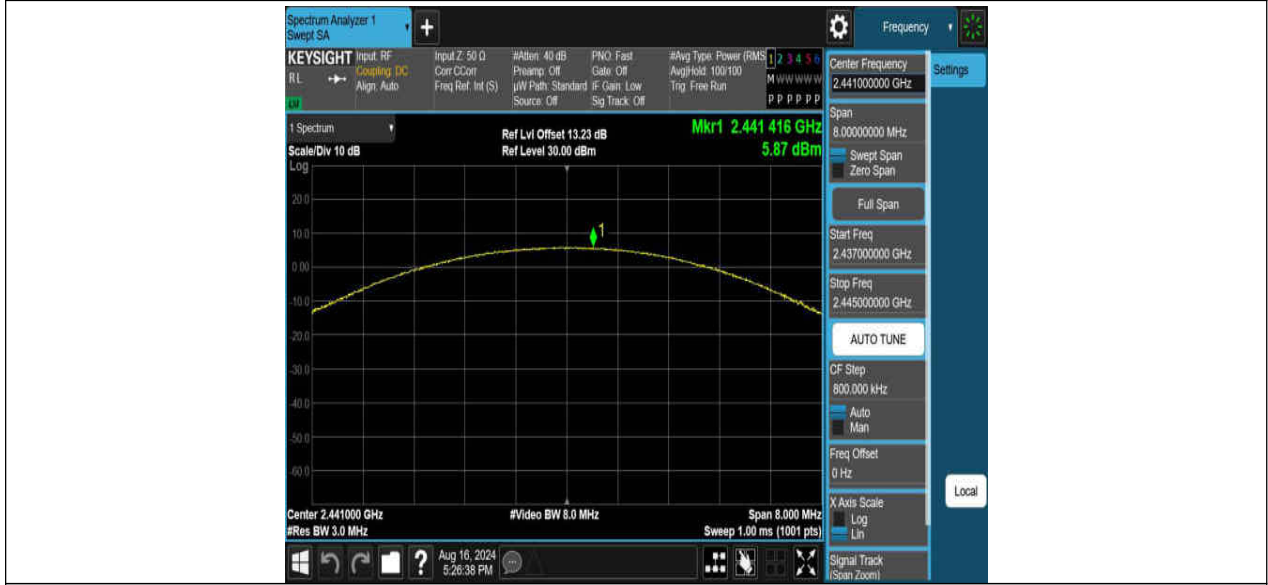 Spectrum Analyzer 1
Swept SA
+
Frequency
KEYSIGHT
RL
LU
Input: RF
Coupling: DC
Align: Auto
Input Z: 50 Ω
Corr CCorr
Freq Ref: Int (S)
#Atten: 40 dB
Preamp: Off
µW Path: Standard
Source: Off
PNO: Fast
Gate: Off
IF Gain: Low
Sig Track: Off
#Avg Type: Power (RMS
Avg|Hold: 100/100
Trig: Free Run
1 2 3 4 5 6
M W W W W W
P P P P P P
Center Frequency
2.441000000 GHz
Settings
Span
8.00000000 MHz
Swept Span
Zero Span
Full Span
Start Freq
2.437000000 GHz
Stop Freq
2.445000000 GHz
AUTO TUNE
CF Step
800.000 kHz
Auto
Man
Freq Offset
0 Hz
X Axis Scale
Log
Lin
Signal Track
(Span Zoom)
Local
1 Spectrum
Scale/Div 10 dB
Log
Ref Lvl Offset 13.23 dB
Ref Level 30.00 dBm
Mkr1 2.441 416 GHz
5.87 dBm
20.0
10.0
0.00
-10.0
-20.0
-30.0
-40.0
-50.0
-60.0
1
Center 2.441000 GHz
#Res BW 3.0 MHz
#Video BW 8.0 MHz
Span 8.000 MHz
Sweep 1.00 ms (1001 pts)
?
Aug 16, 2024
5:26:38 PM